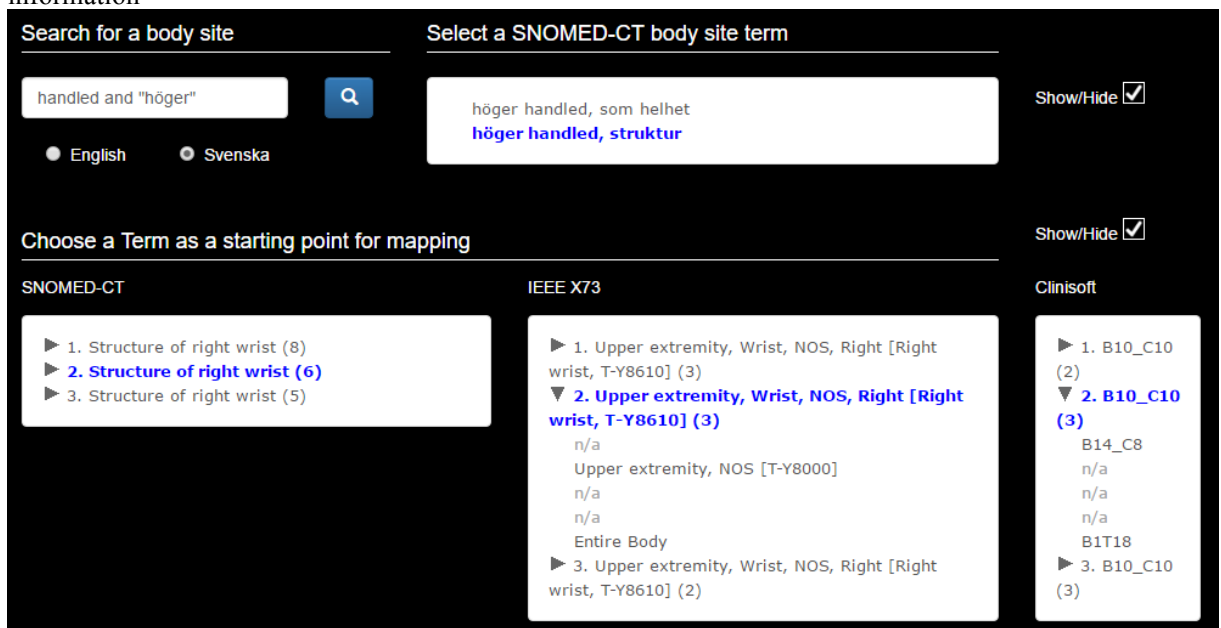 information
Search for a body site
Select a SNOMED-CT body site term
handled and "höger"
höger handled, som helhet
höger handled, struktur
Show/Hide
English
Svenska
Choose a Term as a starting point for mapping
Show/Hide
SNOMED-CT
1. Structure of right wrist (8)
2. Structure of right wrist (6)
3. Structure of right wrist (5)
IEEE X73
1. Upper extremity, Wrist, NOS, Right [Right
wrist, T-Y8610] (3)
2. Upper extremity, Wrist, NOS, Right [Right
wrist, T-Y8610] (3)
n/a
Upper extremity, NOS [T-Y8000]
n/a
n/a
Entire Body
3. Upper extremity, Wrist, NOS, Right [Right
wrist, T-Y8610] (2)
Clinisoft
1. B10_C10
(2)
2. B10_C10
(3)
B14_C8
n/a
n/a
n/a
B1T18
3. B10_C10
(3)